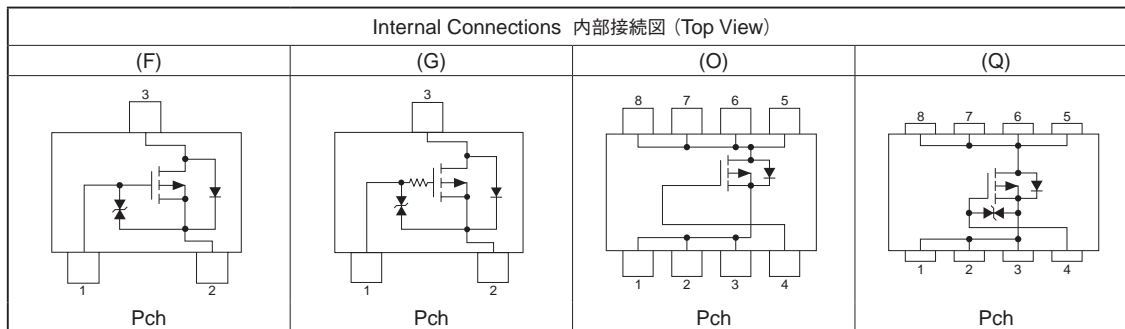 Internal Connections 内部接続図（Top View）
(F) (G) (O) (Q)
3 3 8 7 6 5 8 7 6 5
1 2 1 2 1 2 3 4 1 2 3 4
Pch Pch Pch Pch